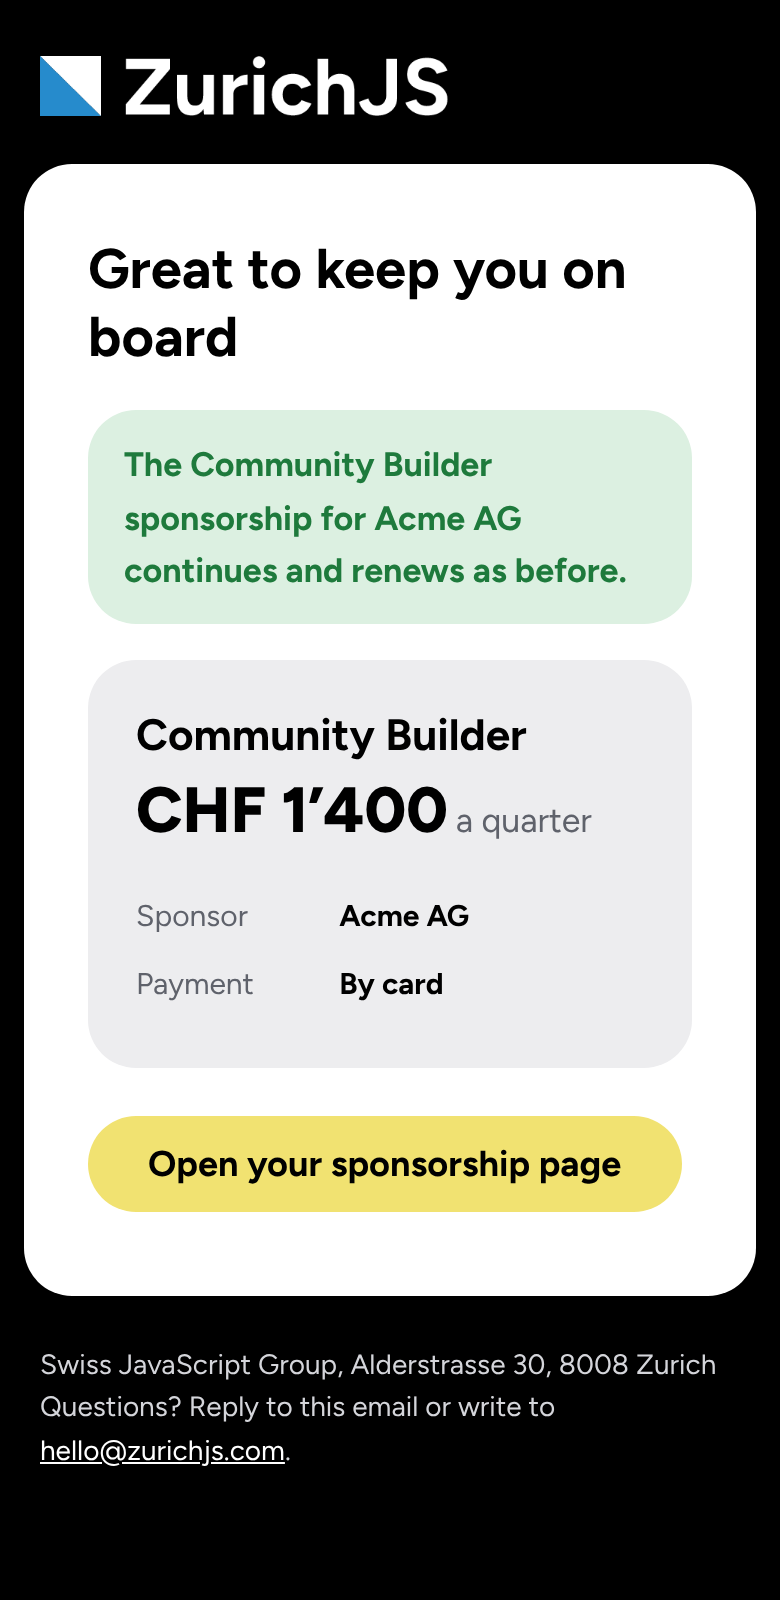 ZurichJS
Great to keep you on
board
The Community Builder
sponsorship for Acme AG
continues and renews as before.
Community Builder
CHF 1’400 a quarter
Sponsor Acme AG
Payment By card
Open your sponsorship page
Swiss JavaScript Group, Alderstrasse 30, 8008 Zurich
Questions? Reply to this email or write to
hello@zurichjs.com.